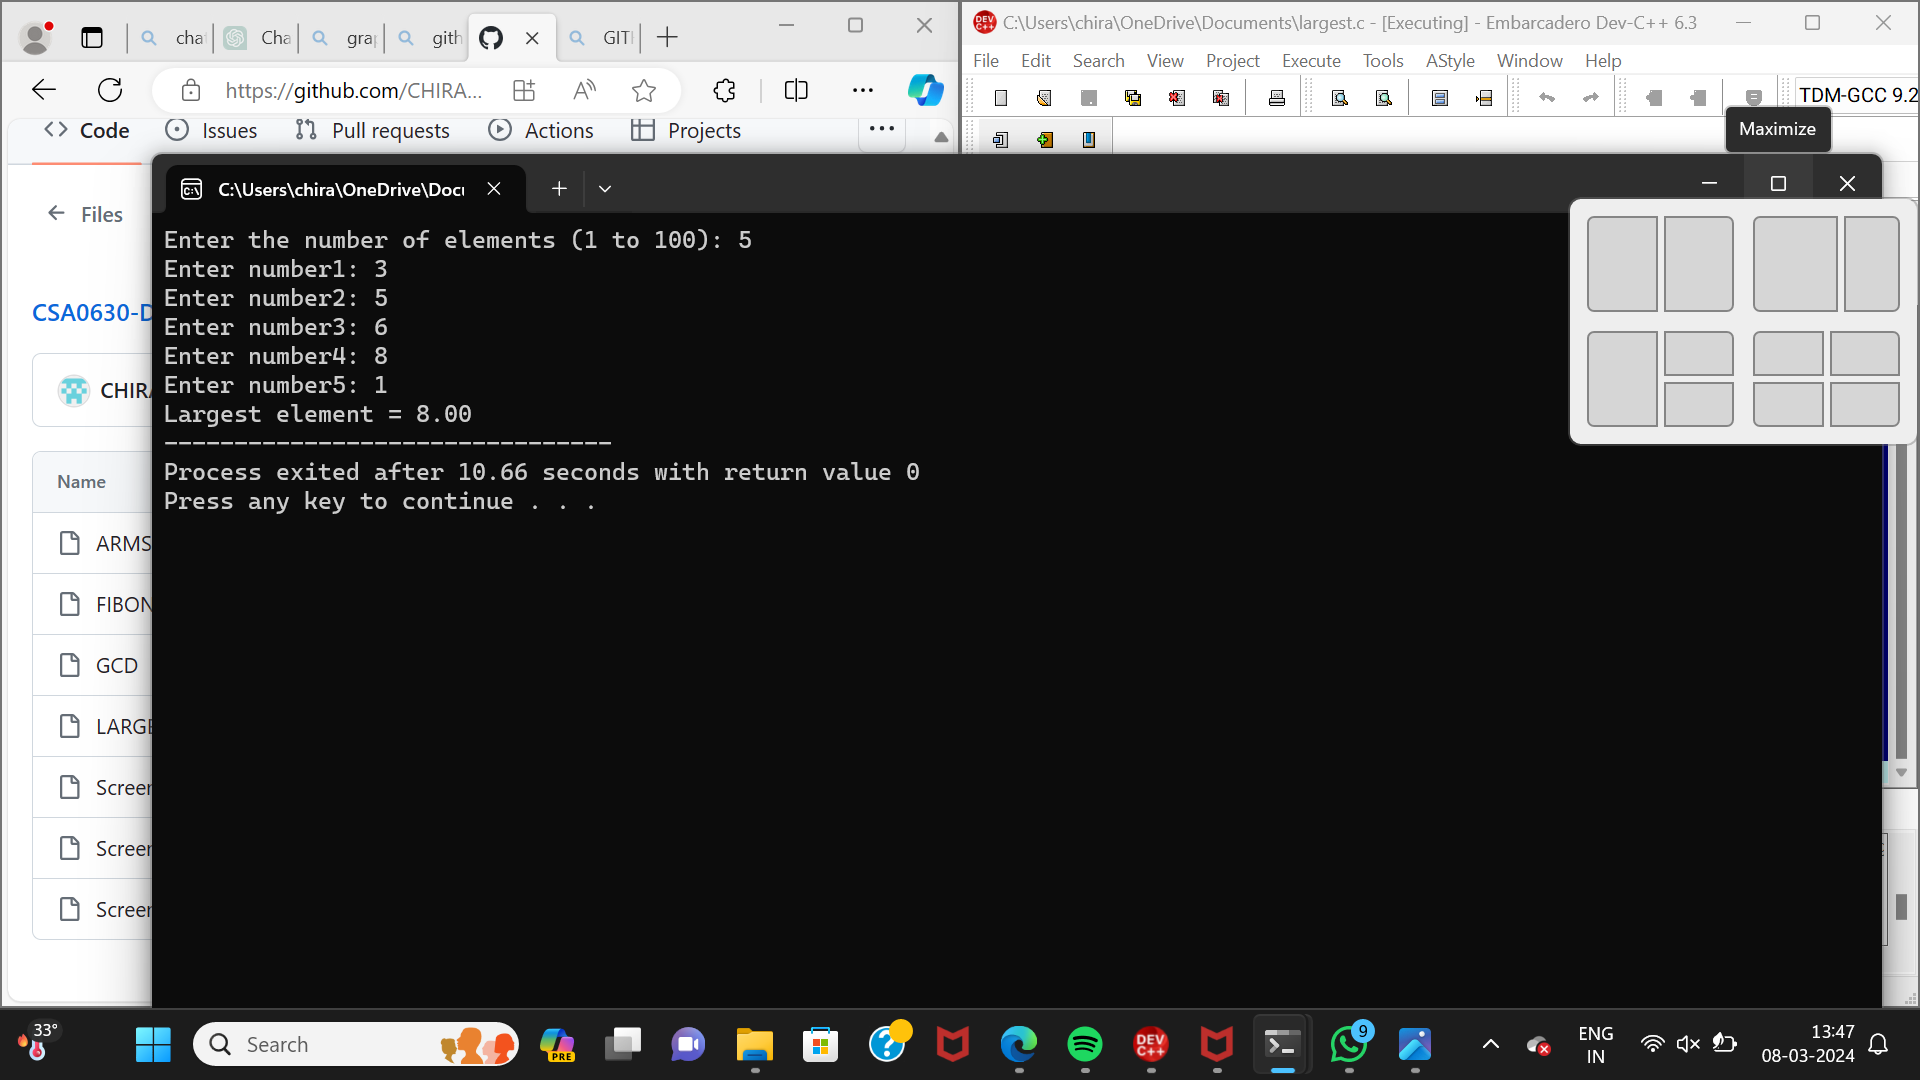 cha
Cha
gra
gith
GITI
https://github.com/CHIRA...
Code
Issues
Pull requests
Actions
Projects
Files
CSA0630-D
CHIRA
Name
ARMS
FIBON
GCD
LARGE
Screer
Screer
Screer
C:\Users\chira\OneDrive\Documents\largest.c - [Executing] - Embarcadero Dev-C++ 6.3
File Edit Search View Project Execute Tools AStyle Window Help
TDM-GCC 9.2
Maximize
C:\Users\chira\OneDrive\Docu
Enter the number of elements (1 to 100): 5
Enter number1: 3
Enter number2: 5
Enter number3: 6
Enter number4: 8
Enter number5: 1
Largest element = 8.00
--------------------------------
Process exited after 10.66 seconds with return value 0
Press any key to continue . . .
33°
Search
PRE
DEV
C++
9
ENG
IN
13:47
08-03-2024